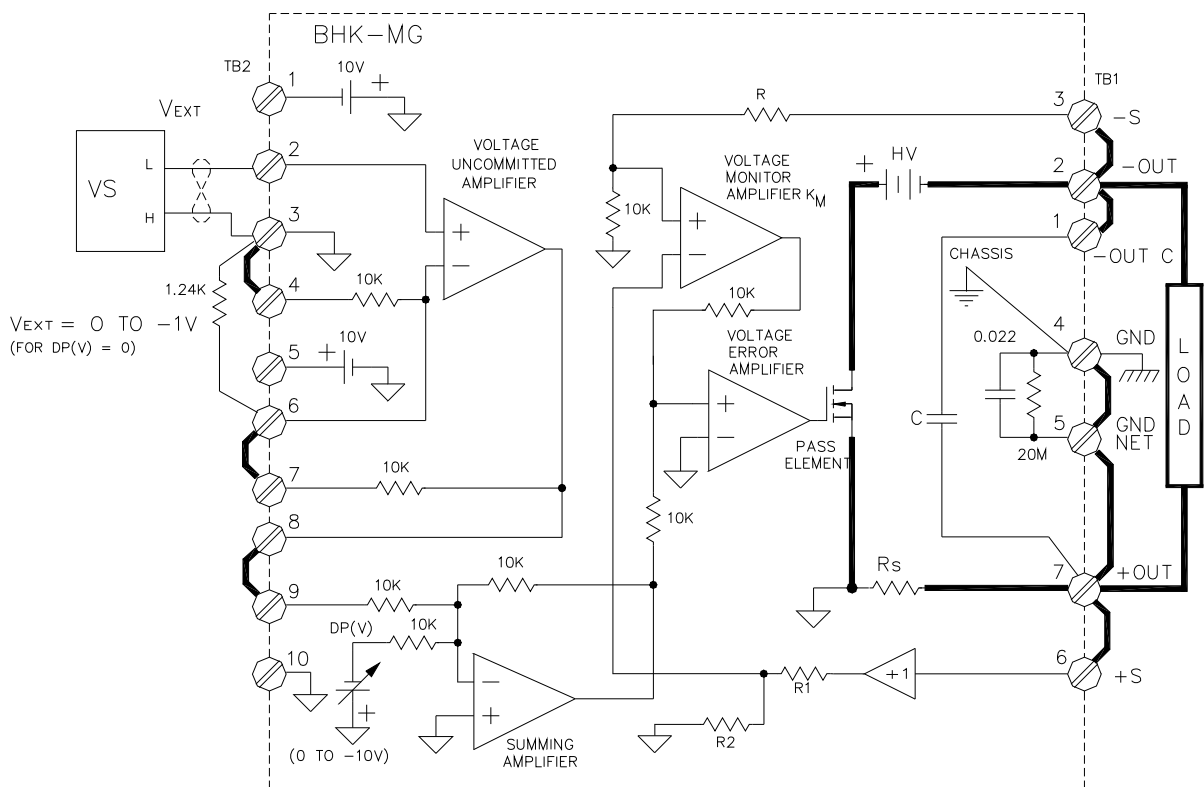 BHK-MG
TB2
1
10V
+
VEXT
2
L
VS
H
3
1.24K
4
10K
VEXT = 0 TO -1V
(FOR DP(V) = 0)
5
10V
+
6
7
10K
8
9
10K
10K
DP(V)
10K
10
+
(0 TO -10V)
VOLTAGE
UNCOMMITTED
AMPLIFIER
+
−
−
+
SUMMING
AMPLIFIER
R
VOLTAGE
MONITOR
AMPLIFIER KM
10K
+
−
10K
VOLTAGE
ERROR
AMPLIFIER
+
−
10K
PASS
ELEMENT
+
HV
TB1
3
-S
2
-OUT
1
-OUT C
CHASSIS
4
GND
0.022
20M
5
GND
NET
C
LOAD
Rs
7
+OUT
6
+S
+1
R1
R2